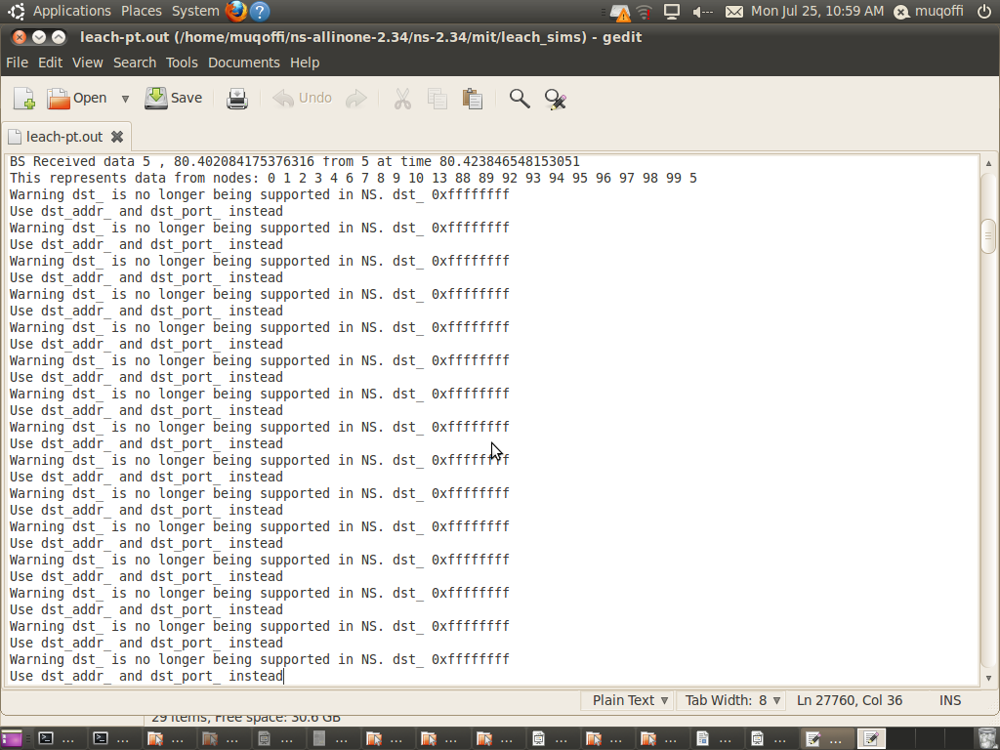 Applications Places System Mon Jul 25, 10:59 AM muqoffi
leach-pt.out (/home/muqoffi/ns-allinone-2.34/ns-2.34/mit/leach_sims) - gedit
File Edit View Search Tools Documents Help
Open Save Undo
leach-pt.out
BS Received data 5 , 80.402084175376316 from 5 at time 80.423846548153051
This represents data from nodes: 0 1 2 3 4 6 7 8 9 10 13 88 89 92 93 94 95 96 97 98 99 5
Warning dst_ is no longer being supported in NS. dst_ 0xffffffff
Use dst_addr_ and dst_port_ instead
Warning dst_ is no longer being supported in NS. dst_ 0xffffffff
Use dst_addr_ and dst_port_ instead
Warning dst_ is no longer being supported in NS. dst_ 0xffffffff
Use dst_addr_ and dst_port_ instead
Warning dst_ is no longer being supported in NS. dst_ 0xffffffff
Use dst_addr_ and dst_port_ instead
Warning dst_ is no longer being supported in NS. dst_ 0xffffffff
Use dst_addr_ and dst_port_ instead
Warning dst_ is no longer being supported in NS. dst_ 0xffffffff
Use dst_addr_ and dst_port_ instead
Warning dst_ is no longer being supported in NS. dst_ 0xffffffff
Use dst_addr_ and dst_port_ instead
Warning dst_ is no longer being supported in NS. dst_ 0xffffffff
Use dst_addr_ and dst_port_ instead
Warning dst_ is no longer being supported in NS. dst_ 0xffffffff
Use dst_addr_ and dst_port_ instead
Warning dst_ is no longer being supported in NS. dst_ 0xffffffff
Use dst_addr_ and dst_port_ instead
Warning dst_ is no longer being supported in NS. dst_ 0xffffffff
Use dst_addr_ and dst_port_ instead
Warning dst_ is no longer being supported in NS. dst_ 0xffffffff
Use dst_addr_ and dst_port_ instead
Warning dst_ is no longer being supported in NS. dst_ 0xffffffff
Use dst_addr_ and dst_port_ instead
Warning dst_ is no longer being supported in NS. dst_ 0xffffffff
Use dst_addr_ and dst_port_ instead
Warning dst_ is no longer being supported in NS. dst_ 0xffffffff
Use dst_addr_ and dst_port_ instead
Plain Text Tab Width: 8 Ln 27760, Col 36 INS
29 items, Free space: 30.6 GB
... ... ... ... ... ... ... ... ... ... ... ... ... ... ...